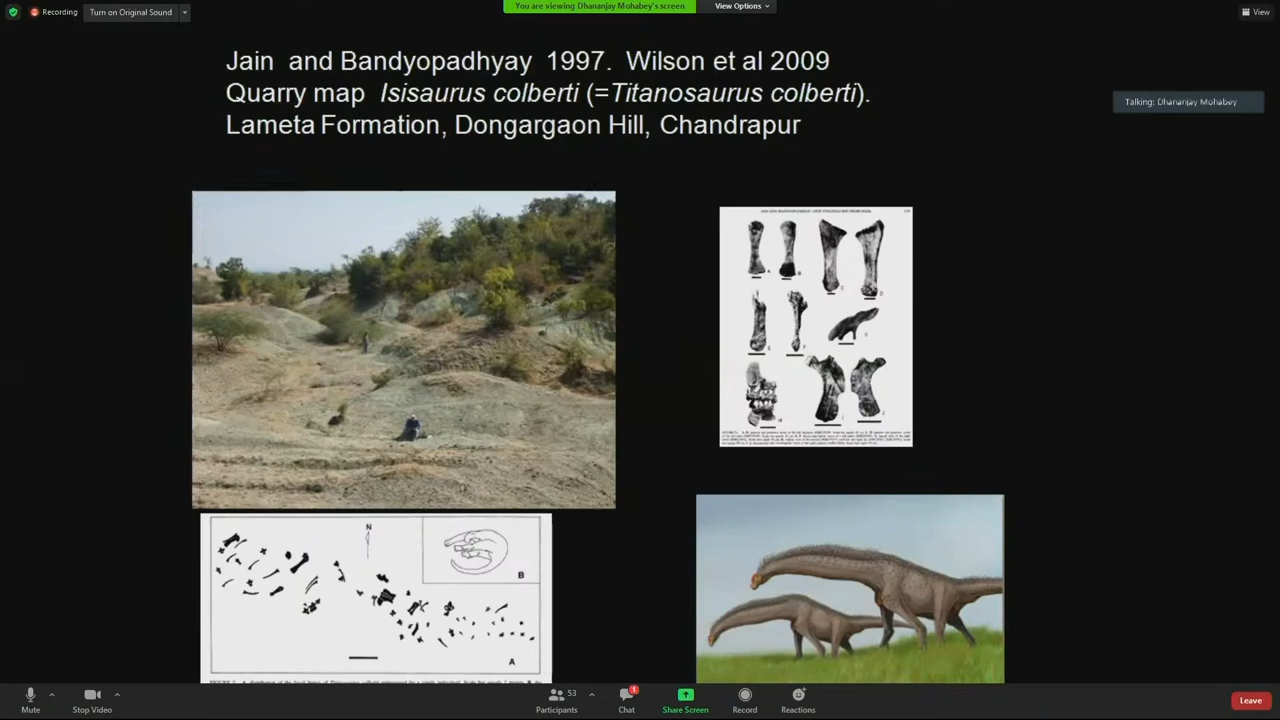 Recording
Turn on Original Sound
You are viewing Dhananjay Mohabey's screen
View Options
View
Jain and Bandyopadhyay 1997. Wilson et al 2009
Quarry map Isisaurus colberti (=Titanosaurus colberti).
Lameta Formation, Dongargaon Hill, Chandrapur
Talking: Dhananjay Mohabey
N
B
A
Mute
Stop Video
53
Participants
1
Chat
Share Screen
Record
Reactions
Leave